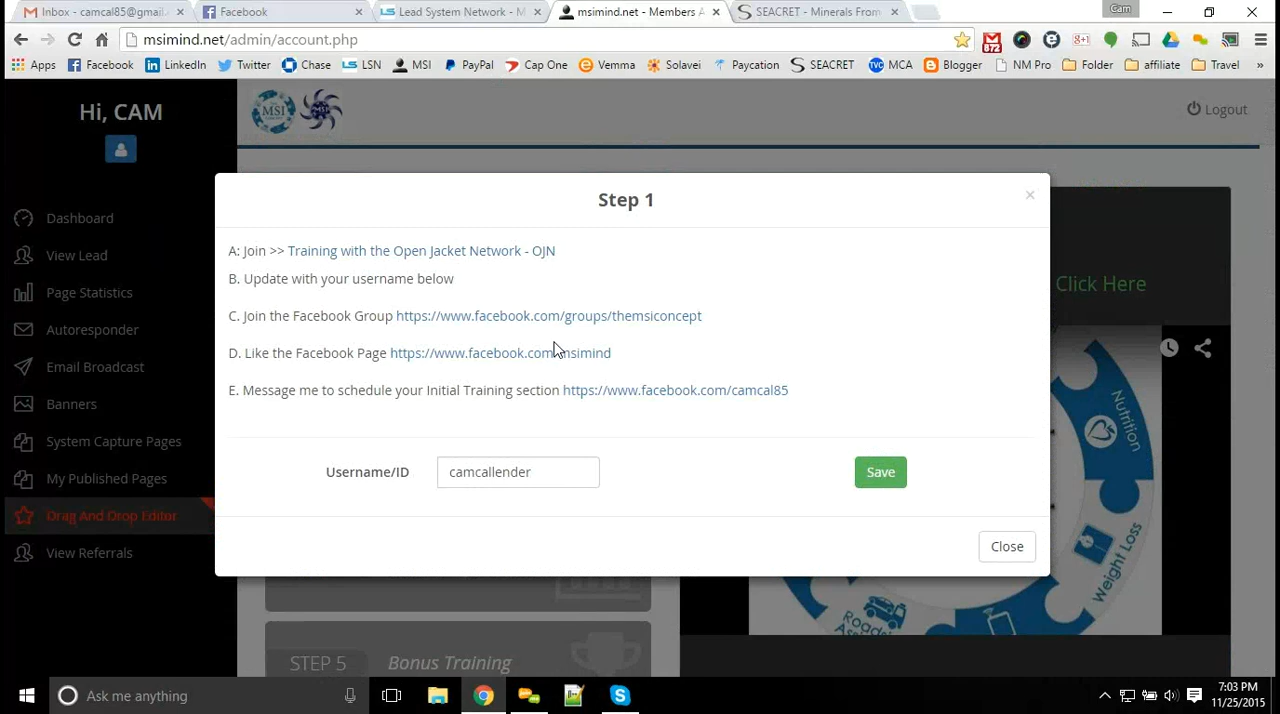 Inbox - camcal85@gmail.
Facebook
Lead System Network - M
msimind.net - Members A
SEACRET - Minerals From
Cam
msimind.net/admin/account.php
872
g+1
Apps Facebook LinkedIn Twitter Chase LSN MSI PayPal Cap One Vemma Solavei Paycation SEACRET TVC MCA Blogger NM Pro Folder affiliate Travel »
Hi, CAM
MSI
Logout
Dashboard
View Lead
Page Statistics
Autoresponder
Email Broadcast
Banners
System Capture Pages
My Published Pages
Drag And Drop Editor
View Referrals
Step 1
×
A: Join >> Training with the Open Jacket Network - OJN
B. Update with your username below
C. Join the Facebook Group https://www.facebook.com/groups/themsiconcept
D. Like the Facebook Page https://www.facebook.com/msimind
E. Message me to schedule your Initial Training section https://www.facebook.com/camcal85
Username/ID camcallender Save
Close
Click Here
Nutrition
Weight Loss
STEP 5 Bonus Training
Ask me anything
7:03 PM
11/25/2015